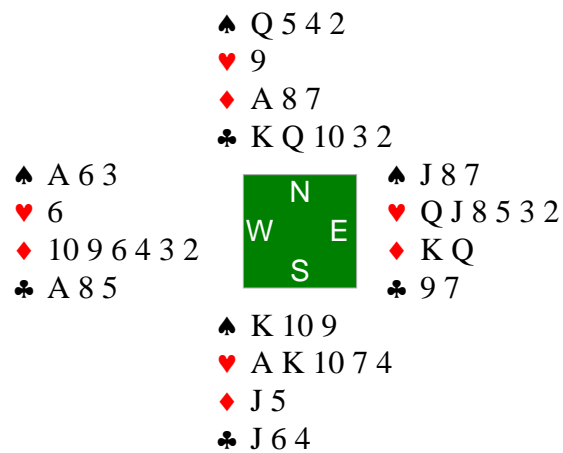 ♠ Q 5 4 2
♥ 9
♦ A 8 7
♣ K Q 10 3 2
♠ A 6 3
♥ 6
♦ 10 9 6 4 3 2
♣ A 8 5
N
W E
S
♠ J 8 7
♥ Q J 8 5 3 2
♦ K Q
♣ 9 7
♠ K 10 9
♥ A K 10 7 4
♦ J 5
♣ J 6 4